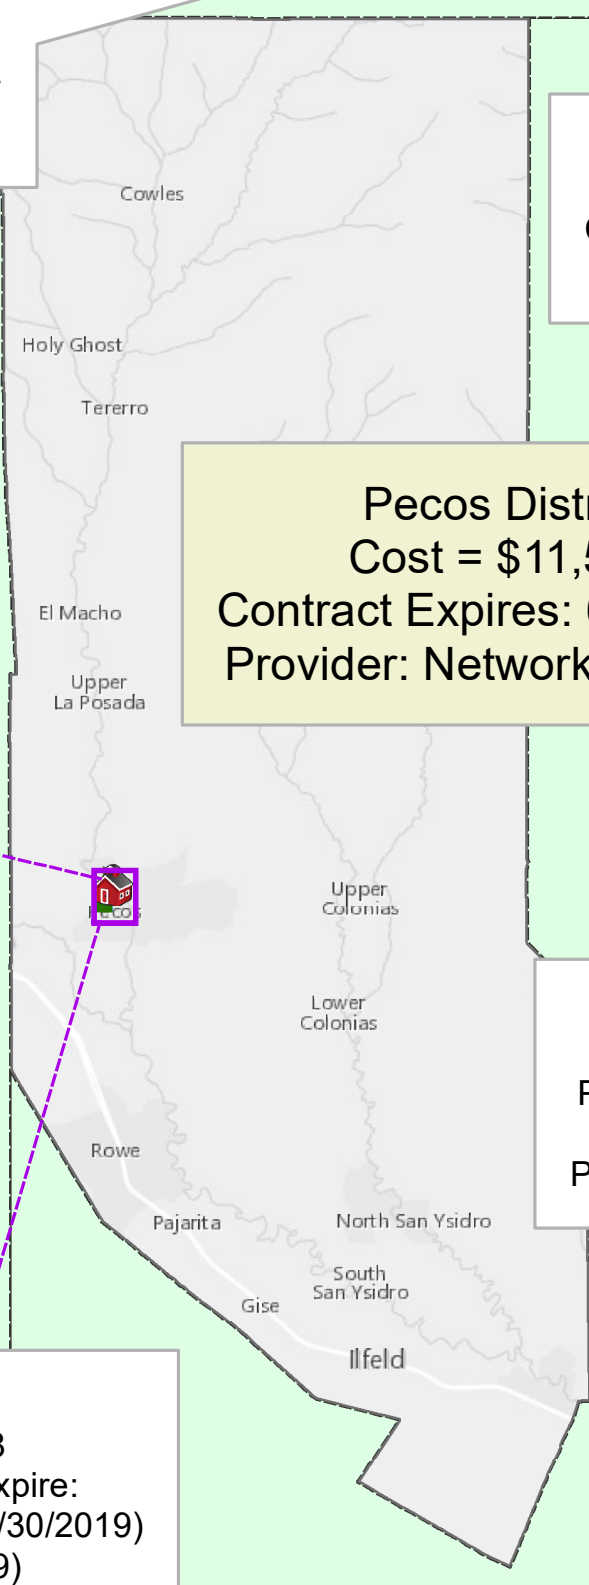 Cowles
Holy Ghost
Tererro
Pecos Distr
Cost = $11,5
Contract Expires:
Provider: Network
El Macho
Upper
La Posada
Pecos
Upper
Colonias
Lower
Colonias
Rowe
Pajarita
North San Ysidro
South
San Ysidro
Gise
Ilfeld
P
xpire:
/30/2019)
9)